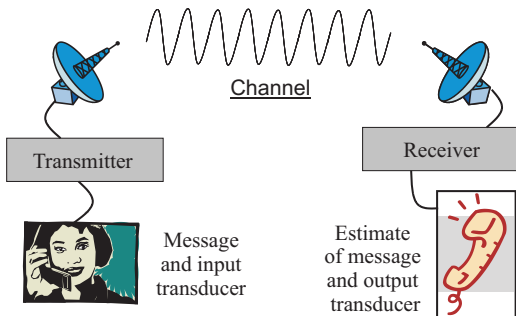 Channel
Transmitter
Receiver
Message
and input
transducer
Estimate
of message
and output
transducer